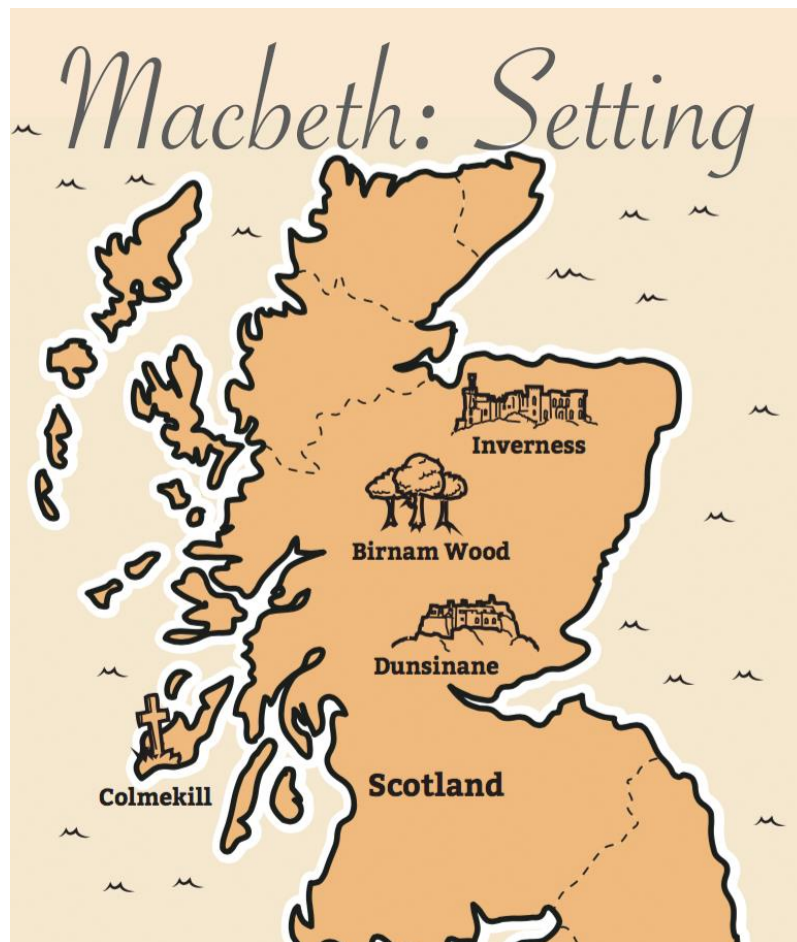 Macbeth: Setting
Inverness
Birnam Wood
Dunsinane
Scotland
Colmekill